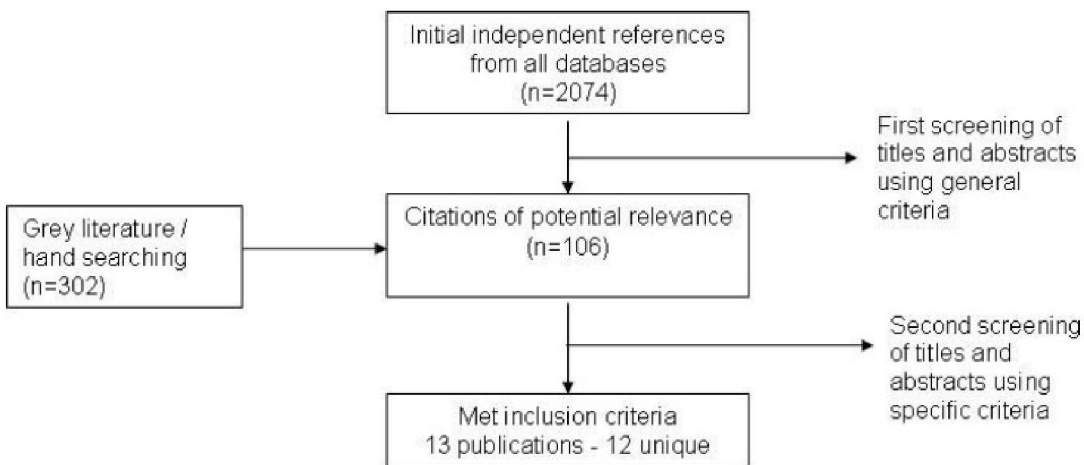 Initial independent references
from all databases
(n=2074)
First screening of
titles and abstracts
using general
criteria
Grey literature /
hand searching
(n=302)
Citations of potential relevance
(n=106)
Second screening
of titles and
abstracts using
specific criteria
Met inclusion criteria
13 publications - 12 unique